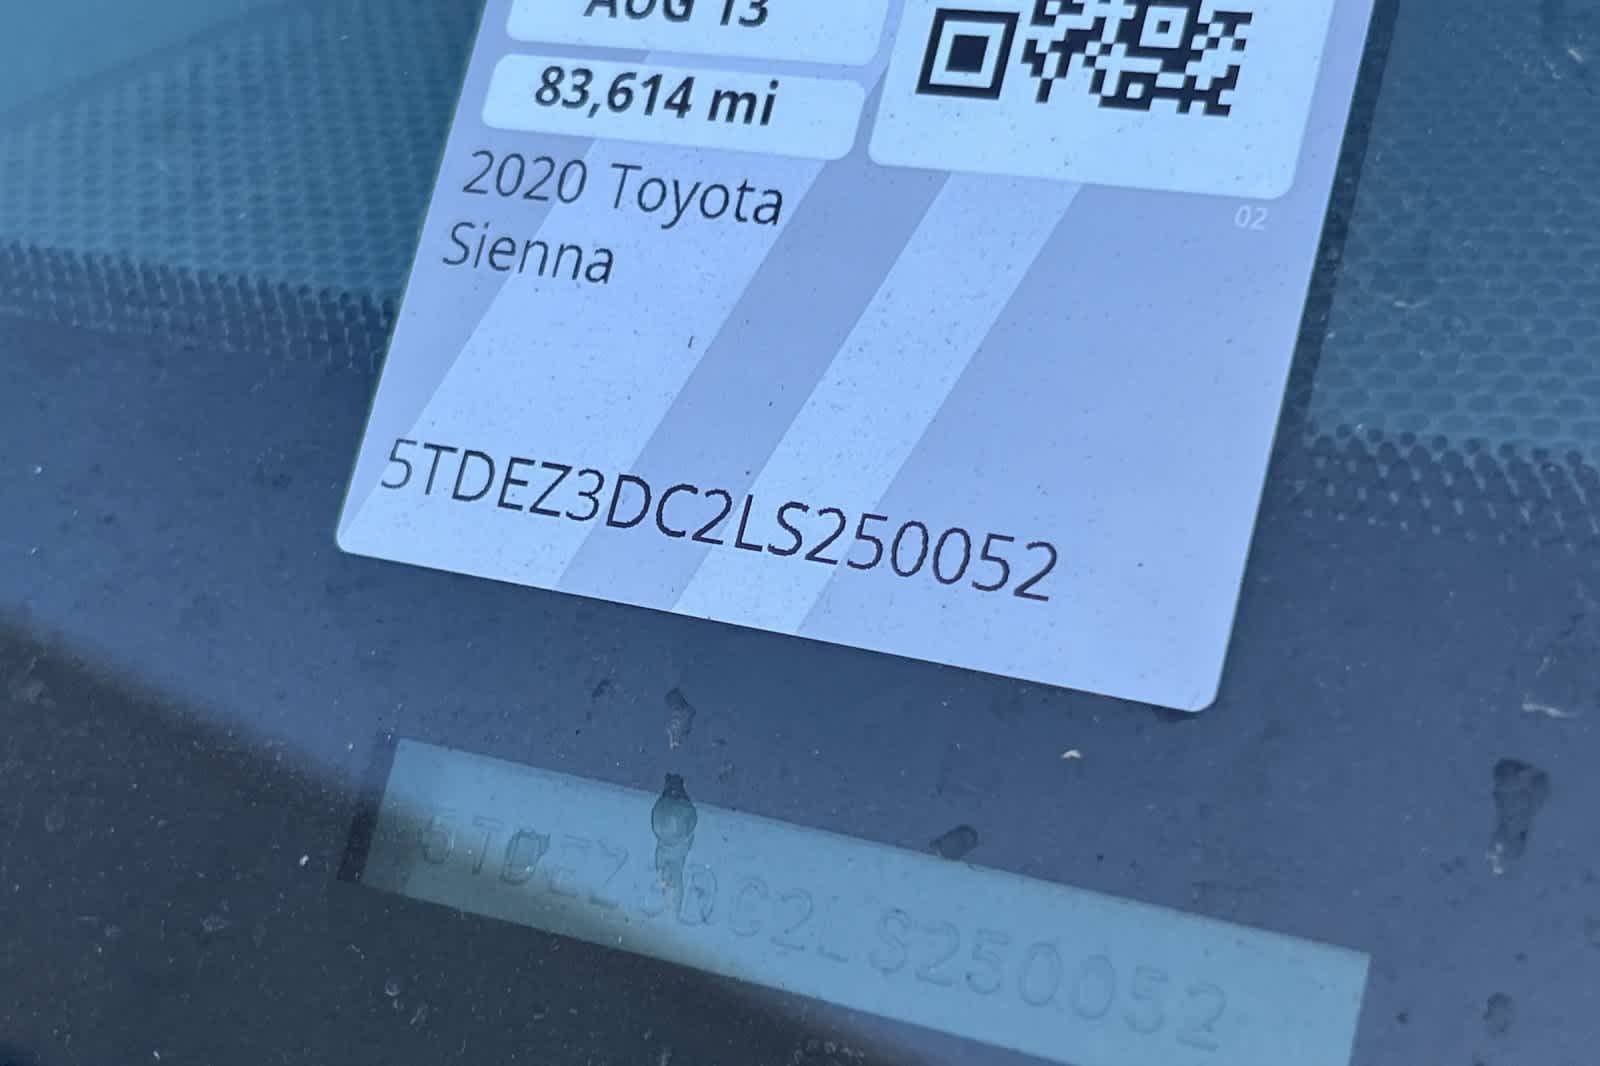 AUG 13
83,614 mi
2020 Toyota
Sienna
02
5TDEZ3DC2LS250052
5TDEZ3DC2LS250052